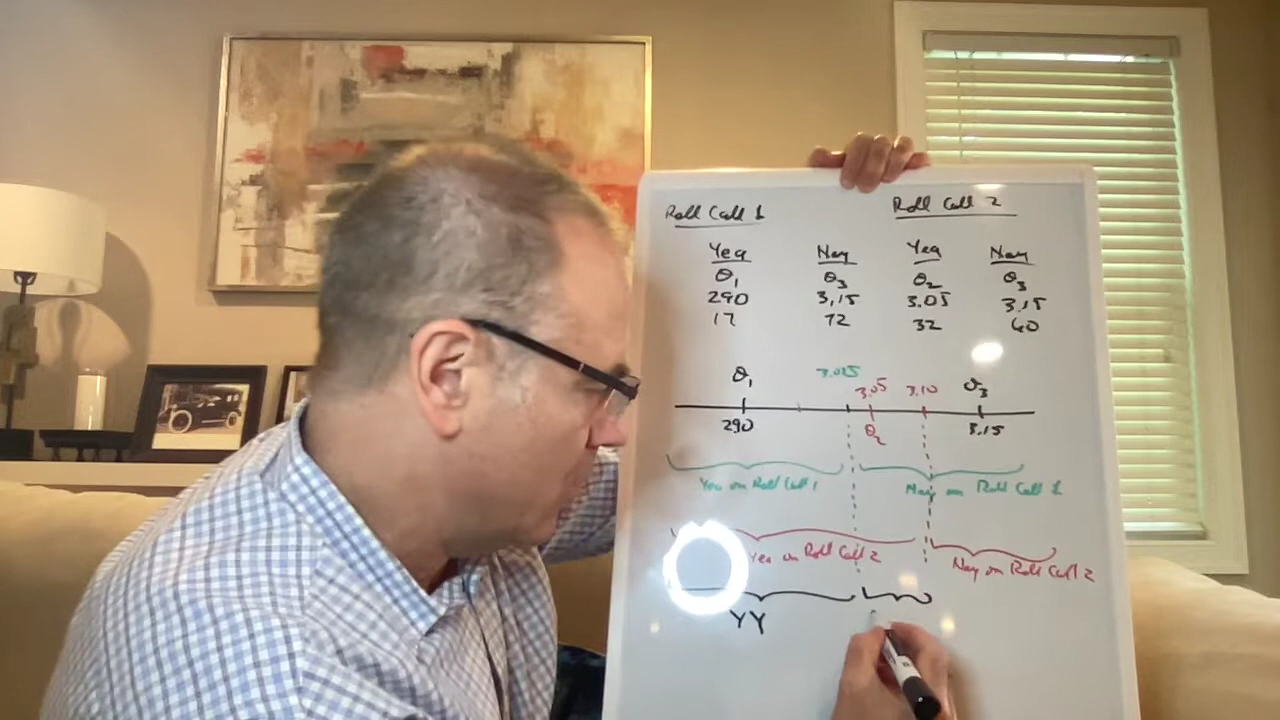 Roll Call 1 Roll Call 2
Yea Nay Yea Nay
θ₁ θ₃ θ₂ θ₃
290 3,15 3.05 3.15
17 72 32 60
θ₁ 3.025 3.05 3.10 θ₃
290 θ₂ 3.15
Yea on Roll Call 1 Nay on Roll Call 1
Yea on Roll Call 2 Nay on Roll Call 2
YY